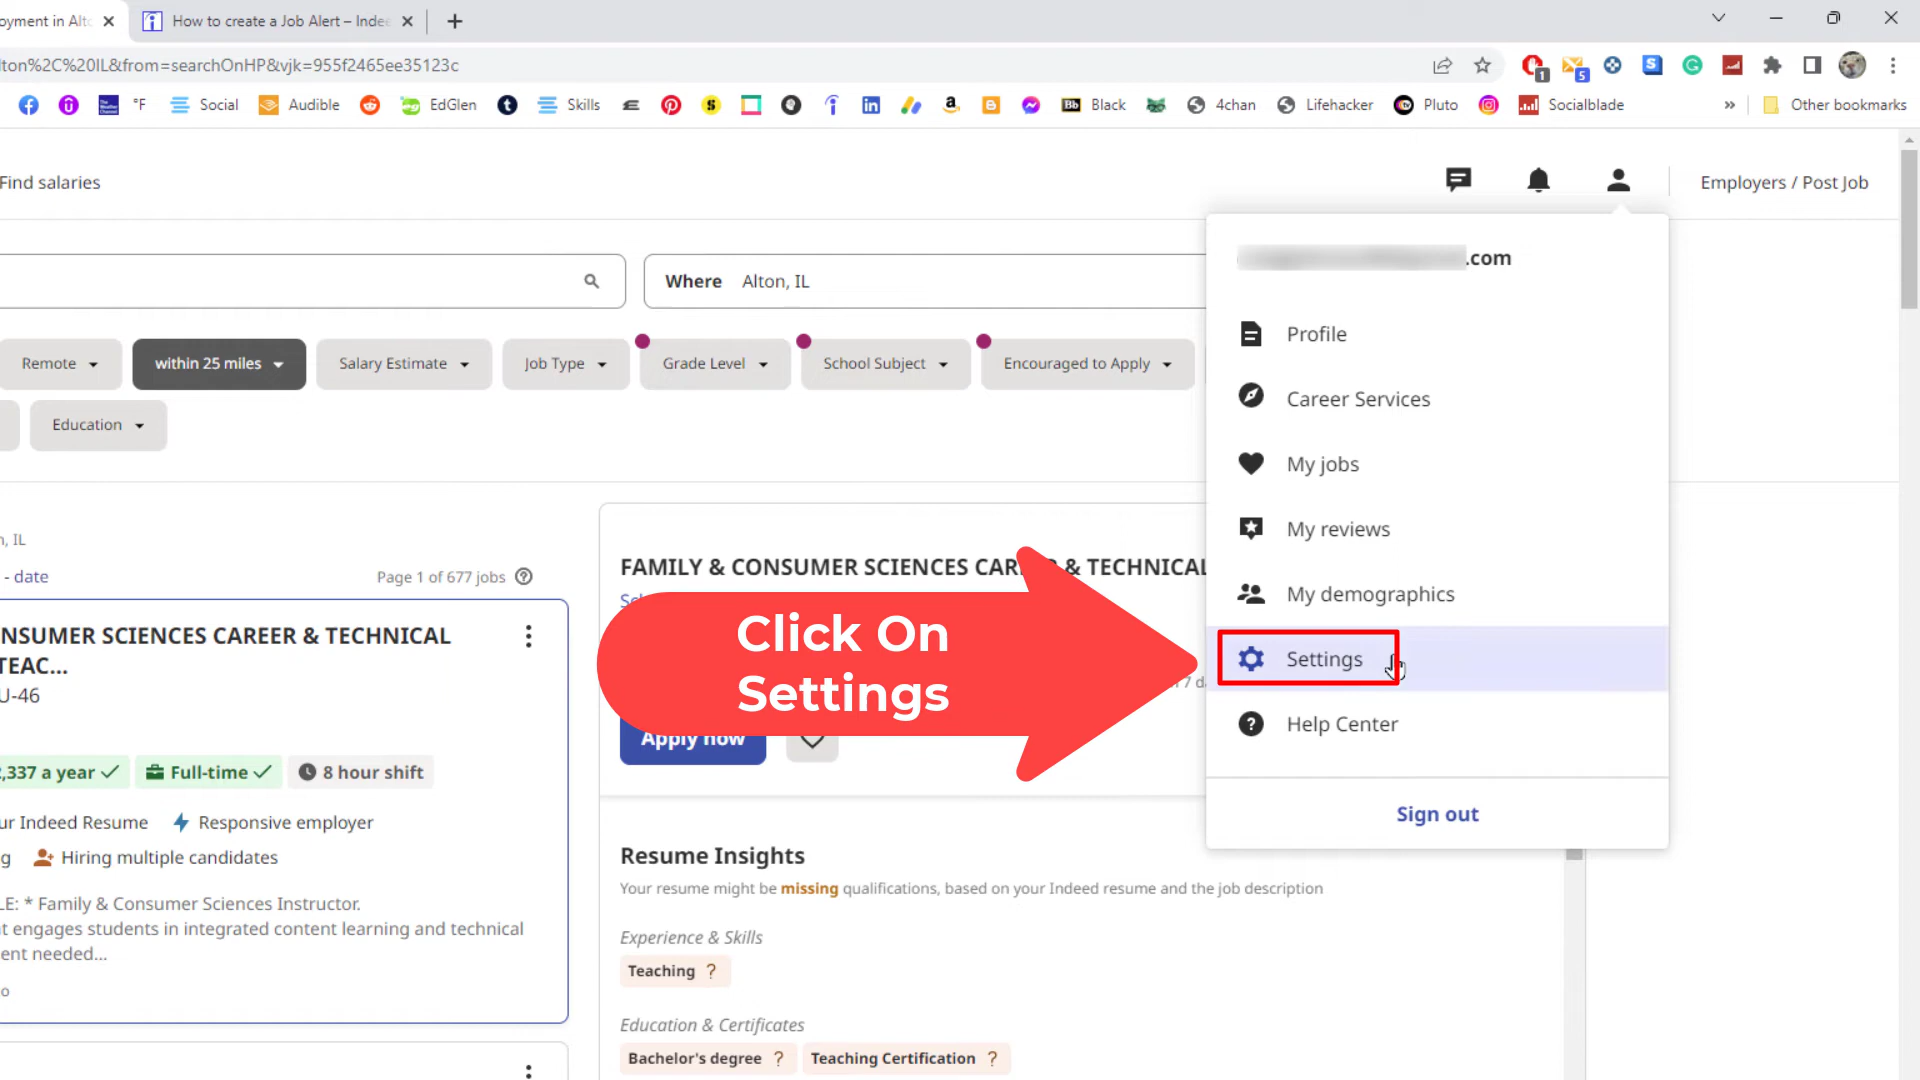 oyment in Alt
How to create a Job Alert – Inde
lton%2C%20IL&from=searchOnHP&vjk=955f2465ee35123c
1
5
°F
Social
Audible
EdGlen
Skills
Bb Black
4chan
Lifehacker
Pluto
Socialblade
»
Other bookmarks
Find salaries
Employers / Post Job
.com
Where Alton, IL
Profile
Remote
within 25 miles
Salary Estimate
Job Type
Grade Level
School Subject
Encouraged to Apply
Career Services
Education
My jobs
n, IL
My reviews
- date
Page 1 of 677 jobs
FAMILY & CONSUMER SCIENCES CAR & TECHNICAL
My demographics
NSUMER SCIENCES CAREER & TECHNICAL
TEAC...
U-46
Click On
Settings
Settings
7 da
Help Center
Apply now
,337 a year
Full-time
8 hour shift
Sign out
ur Indeed Resume
Responsive employer
g
Hiring multiple candidates
Resume Insights
Your resume might be missing qualifications, based on your Indeed resume and the job description
LE: * Family & Consumer Sciences Instructor.
t engages students in integrated content learning and technical
ent needed...
Experience & Skills
Teaching ?
o
Education & Certificates
Bachelor's degree ?
Teaching Certification ?